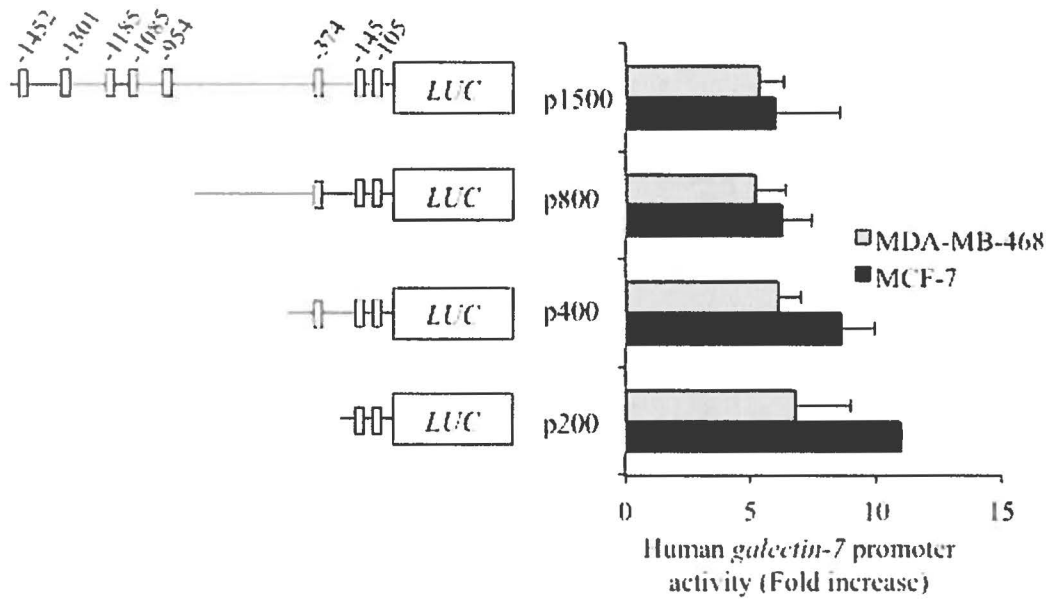 -1452 -1301 -1185 -1085 -954 -374 -145 -105
LUC p1500
LUC p800
LUC p400
LUC p200
MDA-MB-468
MCF-7
0 5 10 15
Human galectin-7 promoter
activity (Fold increase)